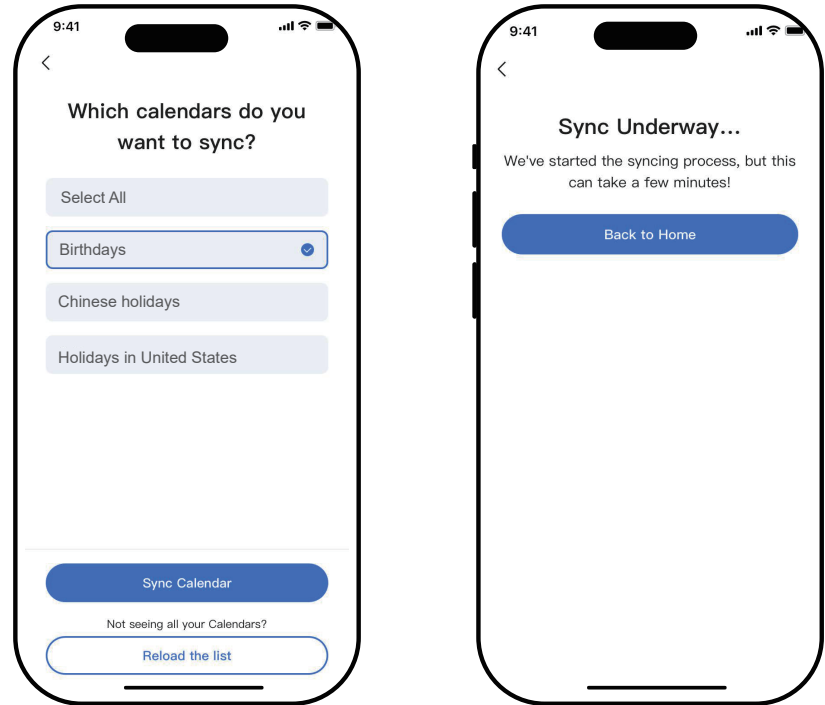 9:41
Which calendars do you
want to sync?
Select All
Birthdays
Chinese holidays
Holidays in United States
Sync Calendar
Not seeing all your Calendars?
Reload the list
9:41
Sync Underway...
We've started the syncing process, but this
can take a few minutes!
Back to Home